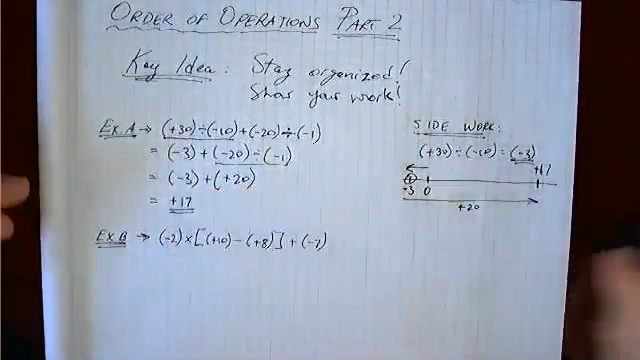 ORDER OF OPERATIONS PART 2
Key Idea: Stay organized!
Show your work!
Ex.A → (+30)÷(-10)+(-20)÷(-1)
= (-3)+(-20)÷(-1)
= (-3)+(+20)
= +17
SIDE WORK:
(+30)÷(-10)=(-3)
+17
-3 0
+20
Ex.B → (-2)×[(+10)-(+8)]+(-7)